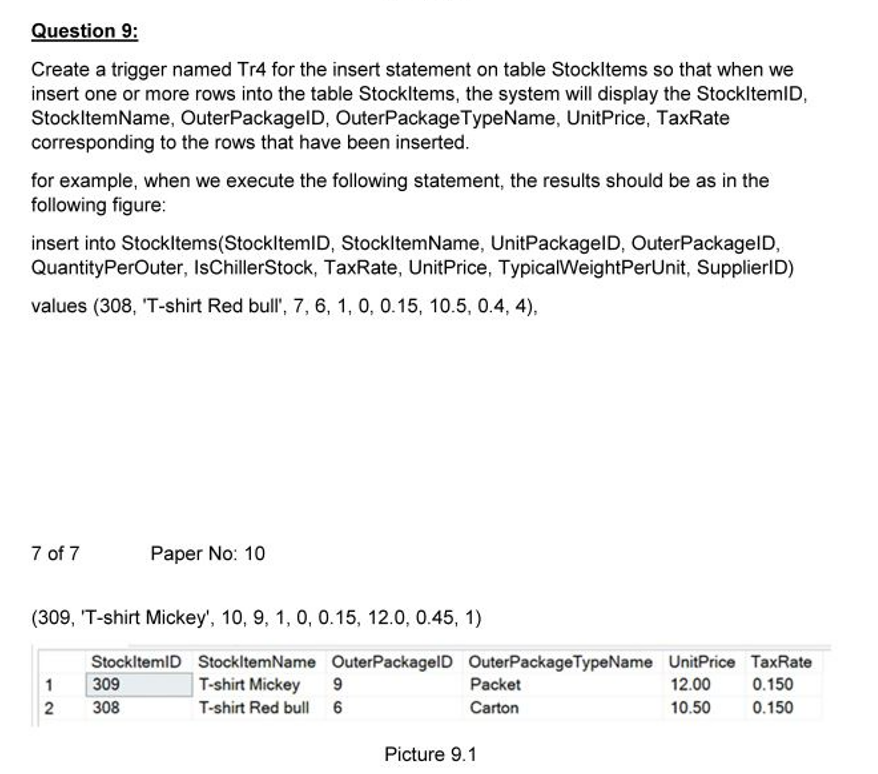 Question 9:
Create a trigger named Tr4 for the insert statement on table StockItems so that when we
insert one or more rows into the table StockItems, the system will display the StockItemID,
StockItemName, OuterPackageID, OuterPackageTypeName, UnitPrice, TaxRate
corresponding to the rows that have been inserted.
for example, when we execute the following statement, the results should be as in the
following figure:
insert into StockItems(StockItemID, StockItemName, UnitPackageID, OuterPackageID,
QuantityPerOuter, IsChillerStock, TaxRate, UnitPrice, TypicalWeightPerUnit, SupplierID)
values (308, 'T-shirt Red bull', 7, 6, 1, 0, 0.15, 10.5, 0.4, 4),
7 of 7 Paper No: 10
(309, 'T-shirt Mickey', 10, 9, 1, 0, 0.15, 12.0, 0.45, 1)
StockItemID StockItemName OuterPackageID OuterPackageTypeName UnitPrice TaxRate
1 309 T-shirt Mickey 9 Packet 12.00 0.150
2 308 T-shirt Red bull 6 Carton 10.50 0.150
Picture 9.1